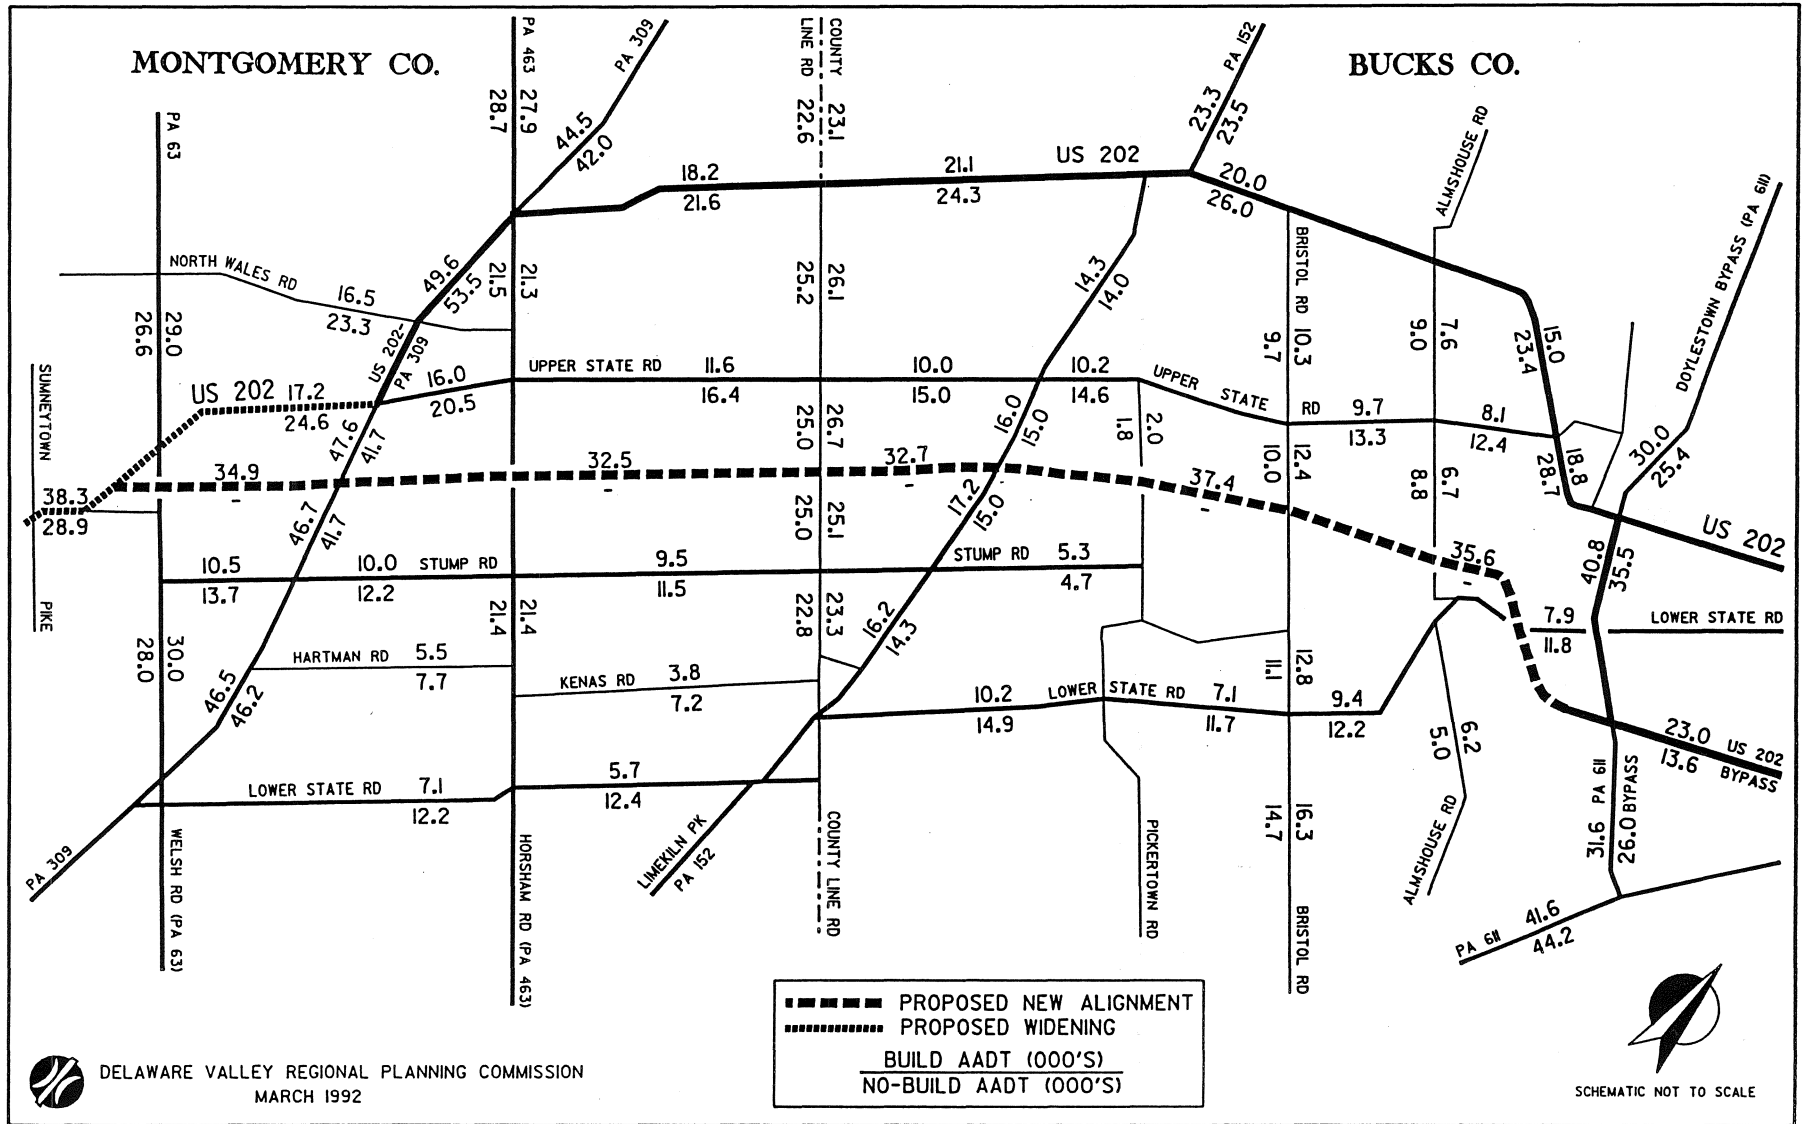 MONTGOMERY CO.
BUCKS CO.
PA 63
PA 463
27.9
28.7
PA 309
44.5
42.0
COUNTY
LINE RD
23.1
22.6
PA 152
23.3
23.5
ALMSHOUSE RD
DOYLESTOWN BYPASS (PA 611)
18.2
21.6
21.1
24.3
US 202
20.0
26.0
NORTH WALES RD
16.5
23.3
49.6
53.5
21.3
21.5
26.1
25.2
14.3
14.0
BRISTOL RD
10.3
9.7
7.6
9.0
15.0
23.4
29.0
26.6
SUNNEYTOWN
PIKE
US 202
17.2
24.6
US 202-
PA 309
16.0
20.5
UPPER STATE RD
11.6
16.4
10.0
15.0
10.2
14.6
UPPER STATE RD
9.7
13.3
8.1
12.4
47.6
41.7
26.7
25.0
16.0
15.0
2.0
1.8
12.4
10.0
6.7
8.8
18.8
28.7
30.0
25.4
38.3
28.9
34.9
-
32.5
-
32.7
-
37.4
-
35.6
-
US 202
46.7
41.7
25.1
25.0
17.2
15.0
40.8
35.5
10.5
13.7
10.0
12.2
STUMP RD
9.5
11.5
STUMP RD
5.3
4.7
7.9
11.8
LOWER STATE RD
30.0
28.0
21.4
21.4
23.3
22.8
16.2
14.3
12.8
11.1
HARTMAN RD
5.5
7.7
KENAS RD
3.8
7.2
46.5
46.2
10.2
14.9
LOWER STATE RD
7.1
11.7
9.4
12.2
6.2
5.0
23.0
13.6
US 202
BYPASS
LOWER STATE RD
7.1
12.2
5.7
12.4
16.3
14.7
31.6 PA 611
26.0 BYPASS
PA 309
WELSH RD (PA 63)
HORSHAM RD (PA 463)
LIMEKILN PK
PA 152
COUNTY LINE RD
PICKERTOWN RD
BRISTOL RD
ALMSHOUSE RD
PA 611
41.6
44.2
PROPOSED NEW ALIGNMENT
PROPOSED WIDENING
BUILD AADT (000'S)
NO-BUILD AADT (000'S)
DELAWARE VALLEY REGIONAL PLANNING COMMISSION
MARCH 1992
SCHEMATIC NOT TO SCALE